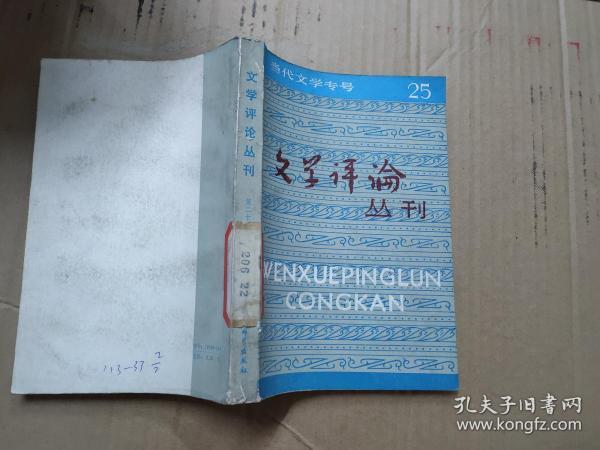 当代文学专号
25
文学评论
丛刊
WENXUEPINGLUN
CONGKAN
文学评论丛刊
206 22
113-37
孔夫子旧书网
www.kongfz.com